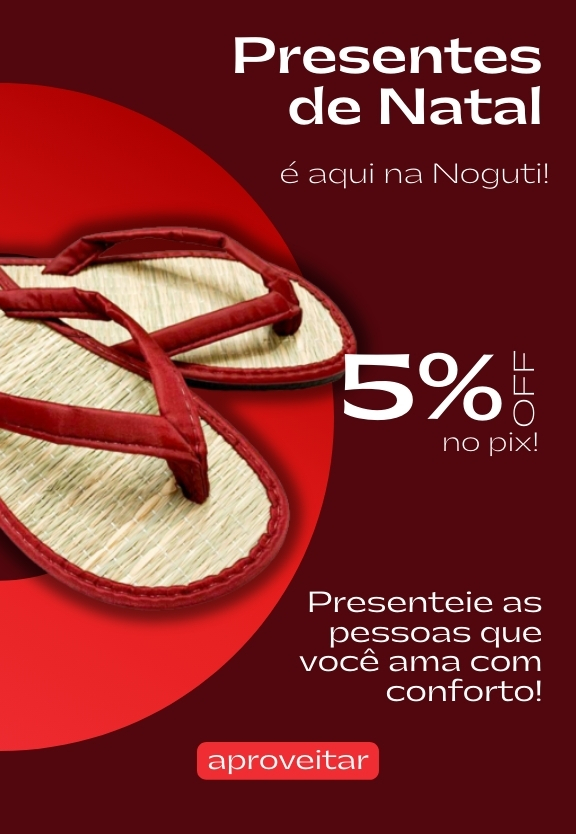 Presentes
de Natal
é aqui na Noguti!
5% OFF
no pix!
Presenteie as
pessoas que
você ama com
conforto!
aproveitar